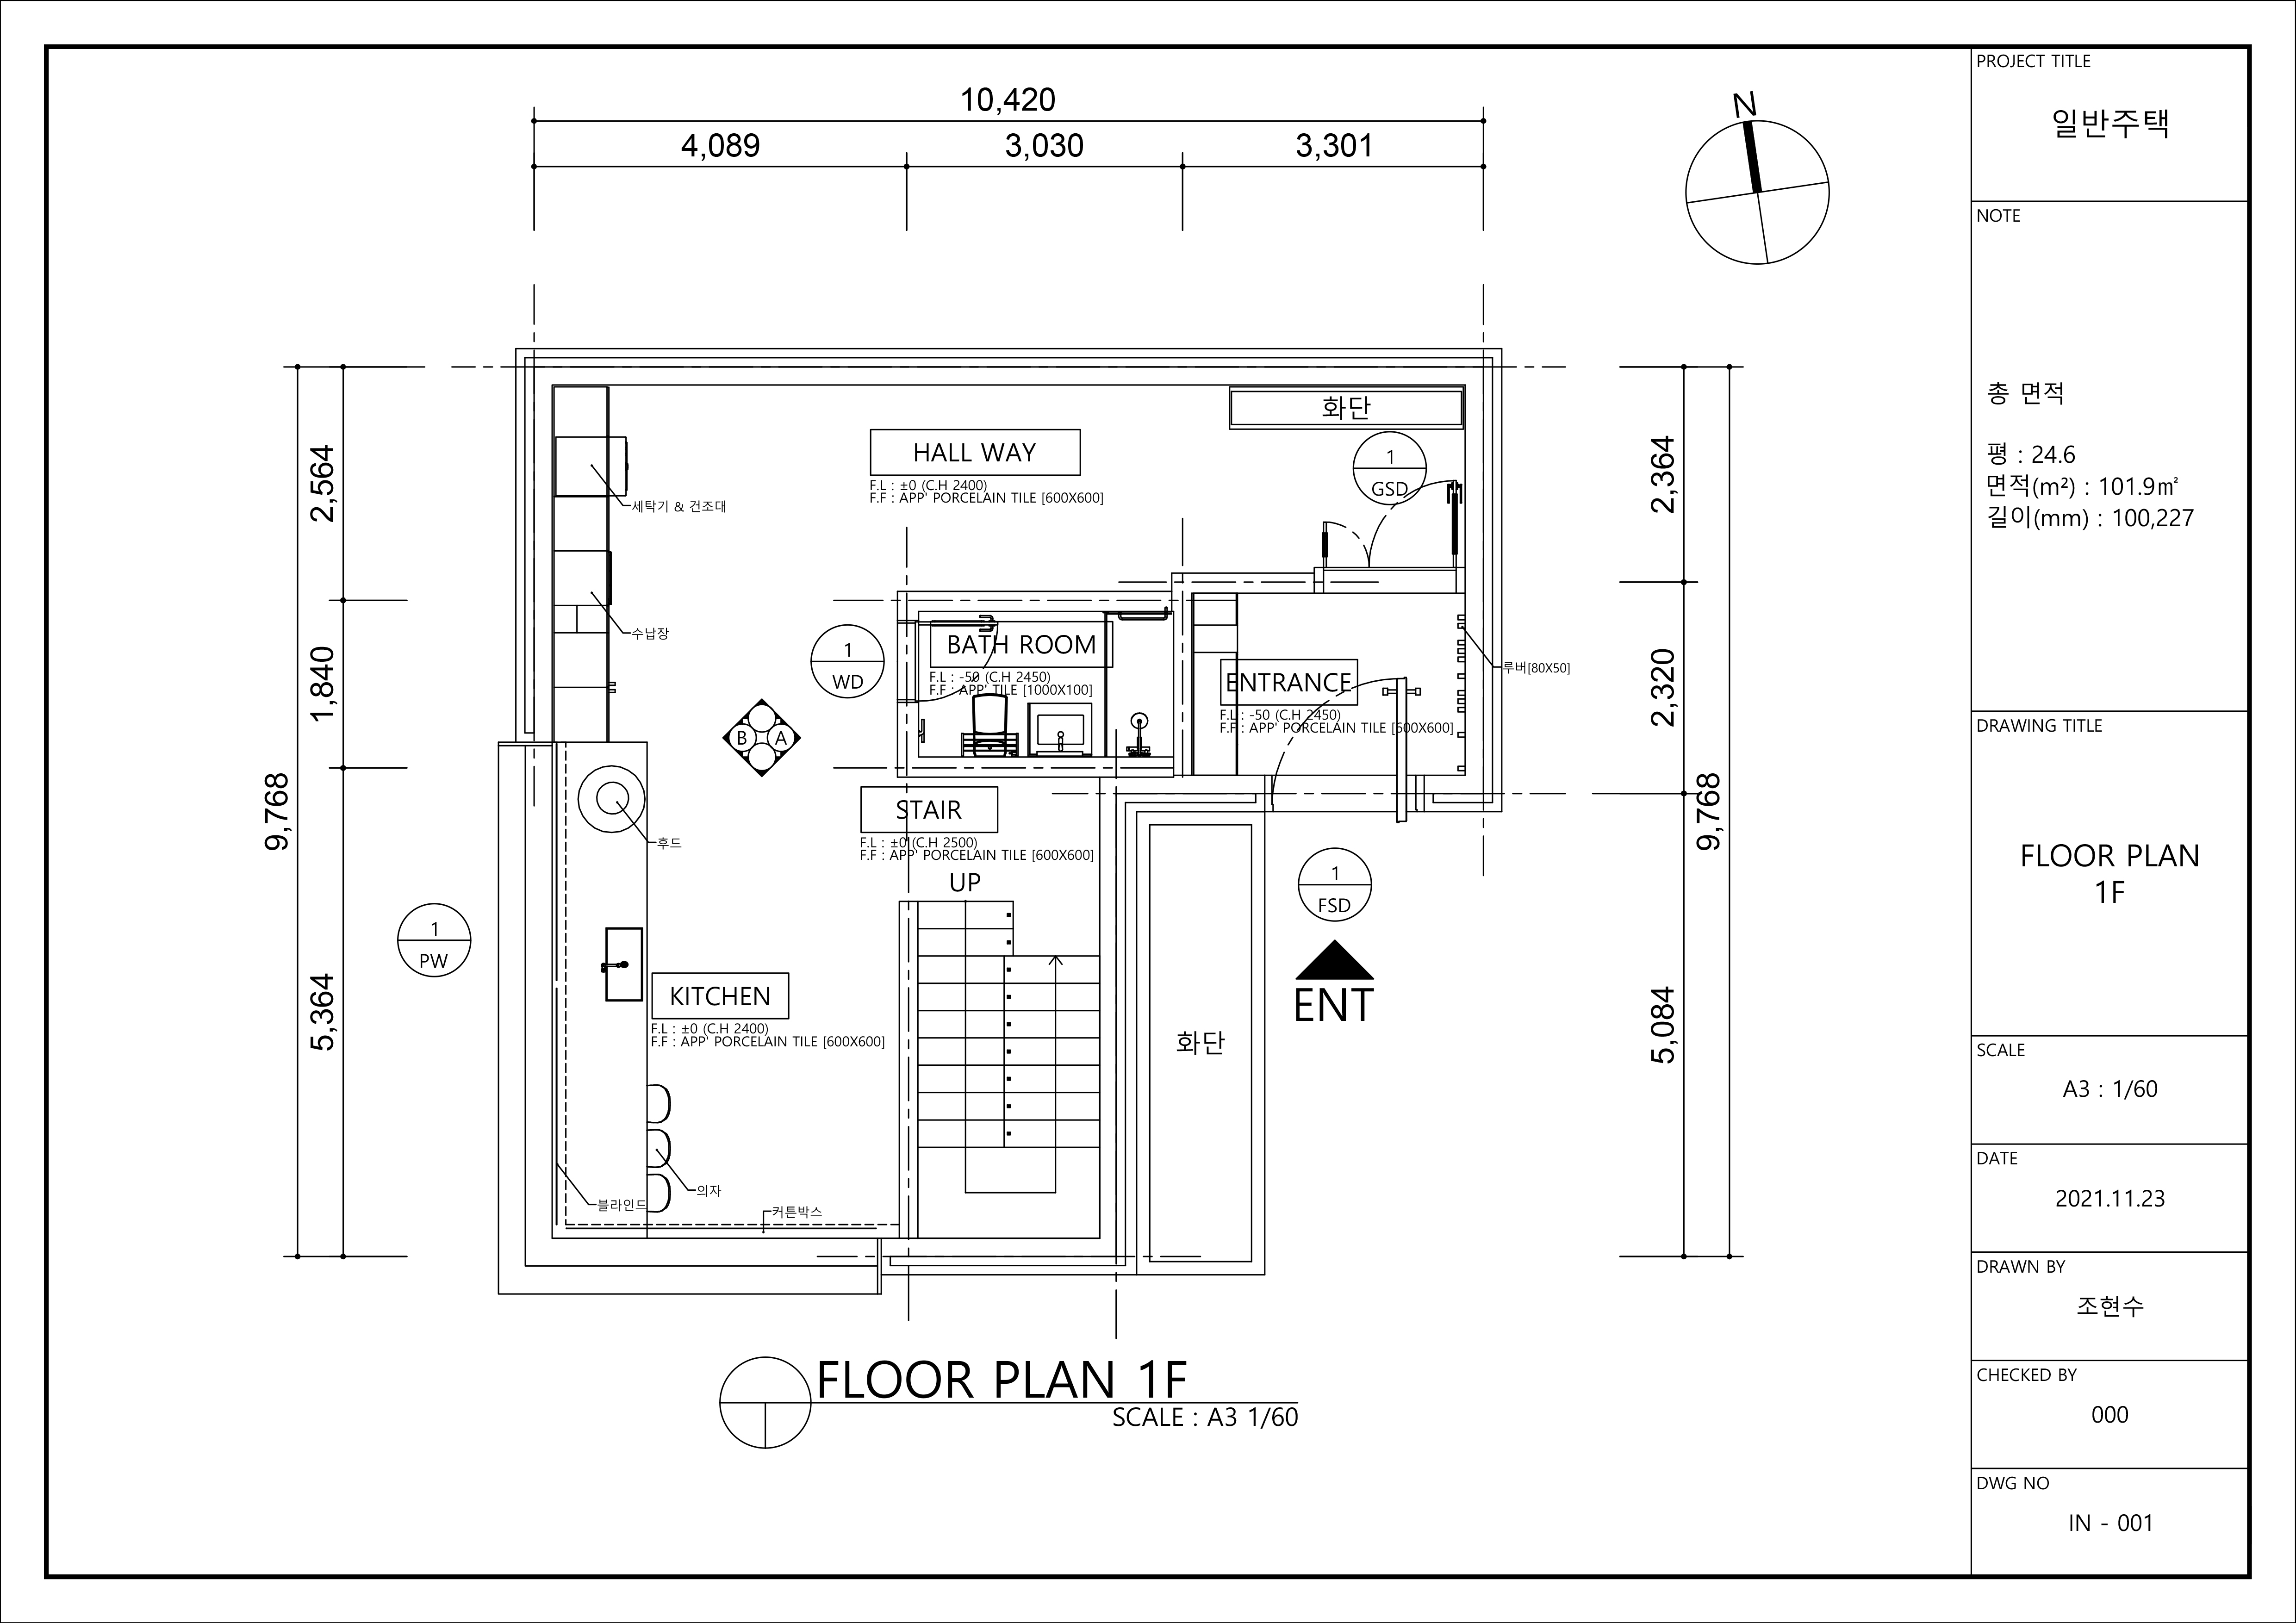 10,420
4,089
3,030
3,301
N
화단
HALL WAY
F.L : ±0 (C.H 2400)
F.F : APP' PORCELAIN TILE [600X600]
1
GSD
2,564
2,364
세탁기 & 건조대
수납장
1
WD
BATH ROOM
F.L : -50 (C.H 2450)
F.F : APP' TILE [1000X100]
ENTRANCE
F.L : -50 (C.H 2450)
F.F : APP' PORCELAIN TILE [600X600]
루버[80X50]
1,840
2,320
B
A
9,768
9,768
STAIR
F.L : ±0 (C.H 2500)
F.F : APP' PORCELAIN TILE [600X600]
후드
UP
1
FSD
1
PW
ENT
KITCHEN
F.L : ±0 (C.H 2400)
F.F : APP' PORCELAIN TILE [600X600]
5,364
5,084
화단
의자
블라인드
커튼박스
FLOOR PLAN 1F
SCALE : A3 1/60
PROJECT TITLE
일반주택
NOTE
총 면적
평 : 24.6
면적(m²) : 101.9㎡
길이(mm) : 100,227
DRAWING TITLE
FLOOR PLAN
1F
SCALE
A3 : 1/60
DATE
2021.11.23
DRAWN BY
조현수
CHECKED BY
000
DWG NO
IN - 001